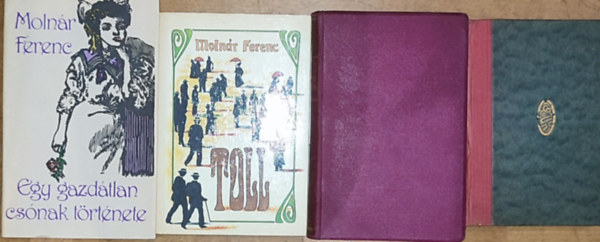 Molnár
Ferenc
Egy gazdátlan
csónak története
Molnár Ferenc
TOLL